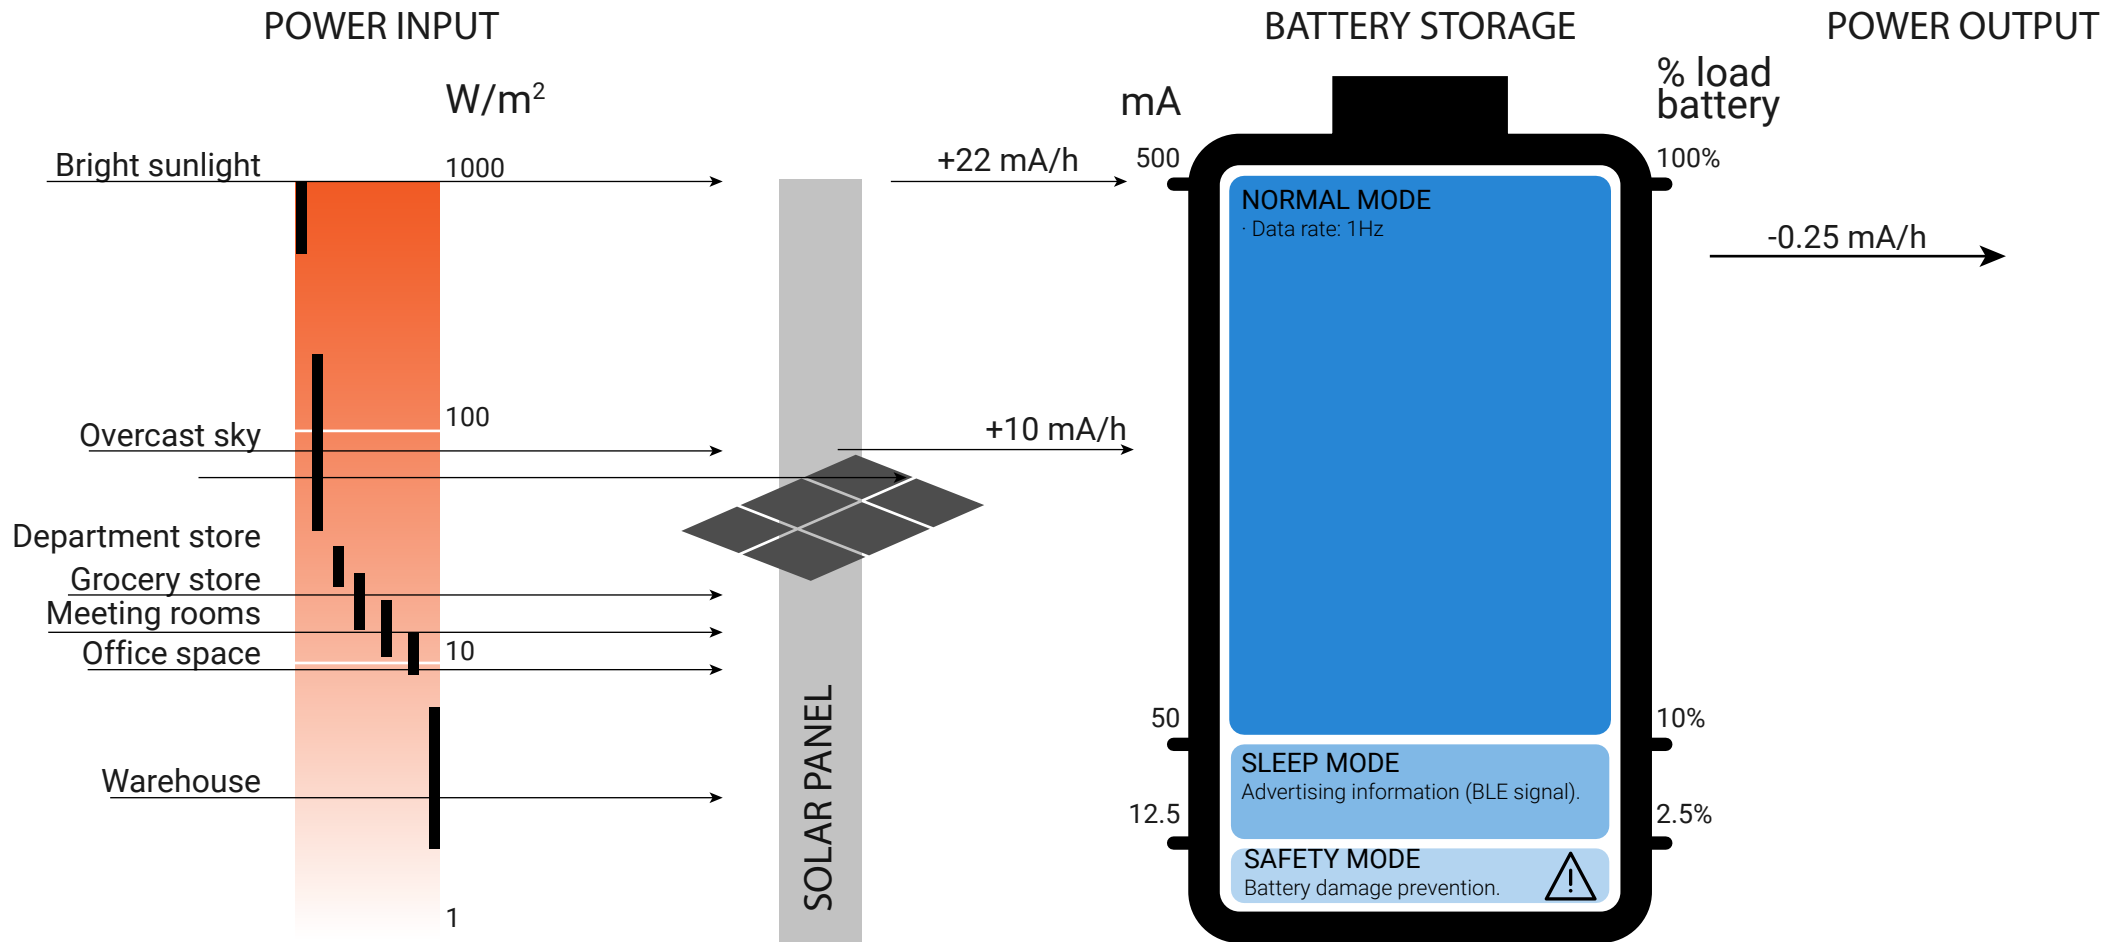 POWER INPUT
BATTERY STORAGE
POWER OUTPUT
W/m²
mA
% load
battery
Bright sunlight
1000
+22 mA/h
500
100%
NORMAL MODE
· Data rate: 1Hz
-0.25 mA/h
100
Overcast sky
+10 mA/h
Department store
Grocery store
Meeting rooms
Office space
10
50
10%
SLEEP MODE
Advertising information (BLE signal).
Warehouse
12.5
2.5%
SOLAR PANEL
SAFETY MODE
Battery damage prevention.
1